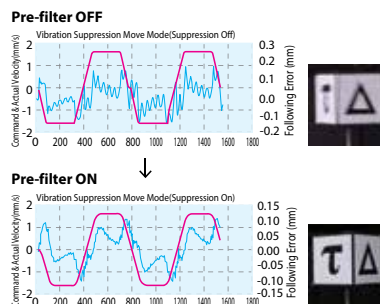 Pre-filter OFF
Vibration Suppression Move Mode(Suppression Off)
Command & Actual Velocity(mm/s)
2
1
0
-1
-2
0.3
0.2
0.1
0.0
-0.1
-0.2
Following Error (mm)
0 200 400 600 800 1000 1200 1400 1600 1800
i Δ
Pre-filter ON
Vibration Suppression Move Mode(Suppression On)
Command & Actual Velocity(mm/s)
2
1
0
-1
-2
0.15
0.10
0.05
0.00
-0.05
-0.10
0.15
Following Error (mm)
0 200 400 600 800 1000 1200 1400 1600 1800
τ Δ